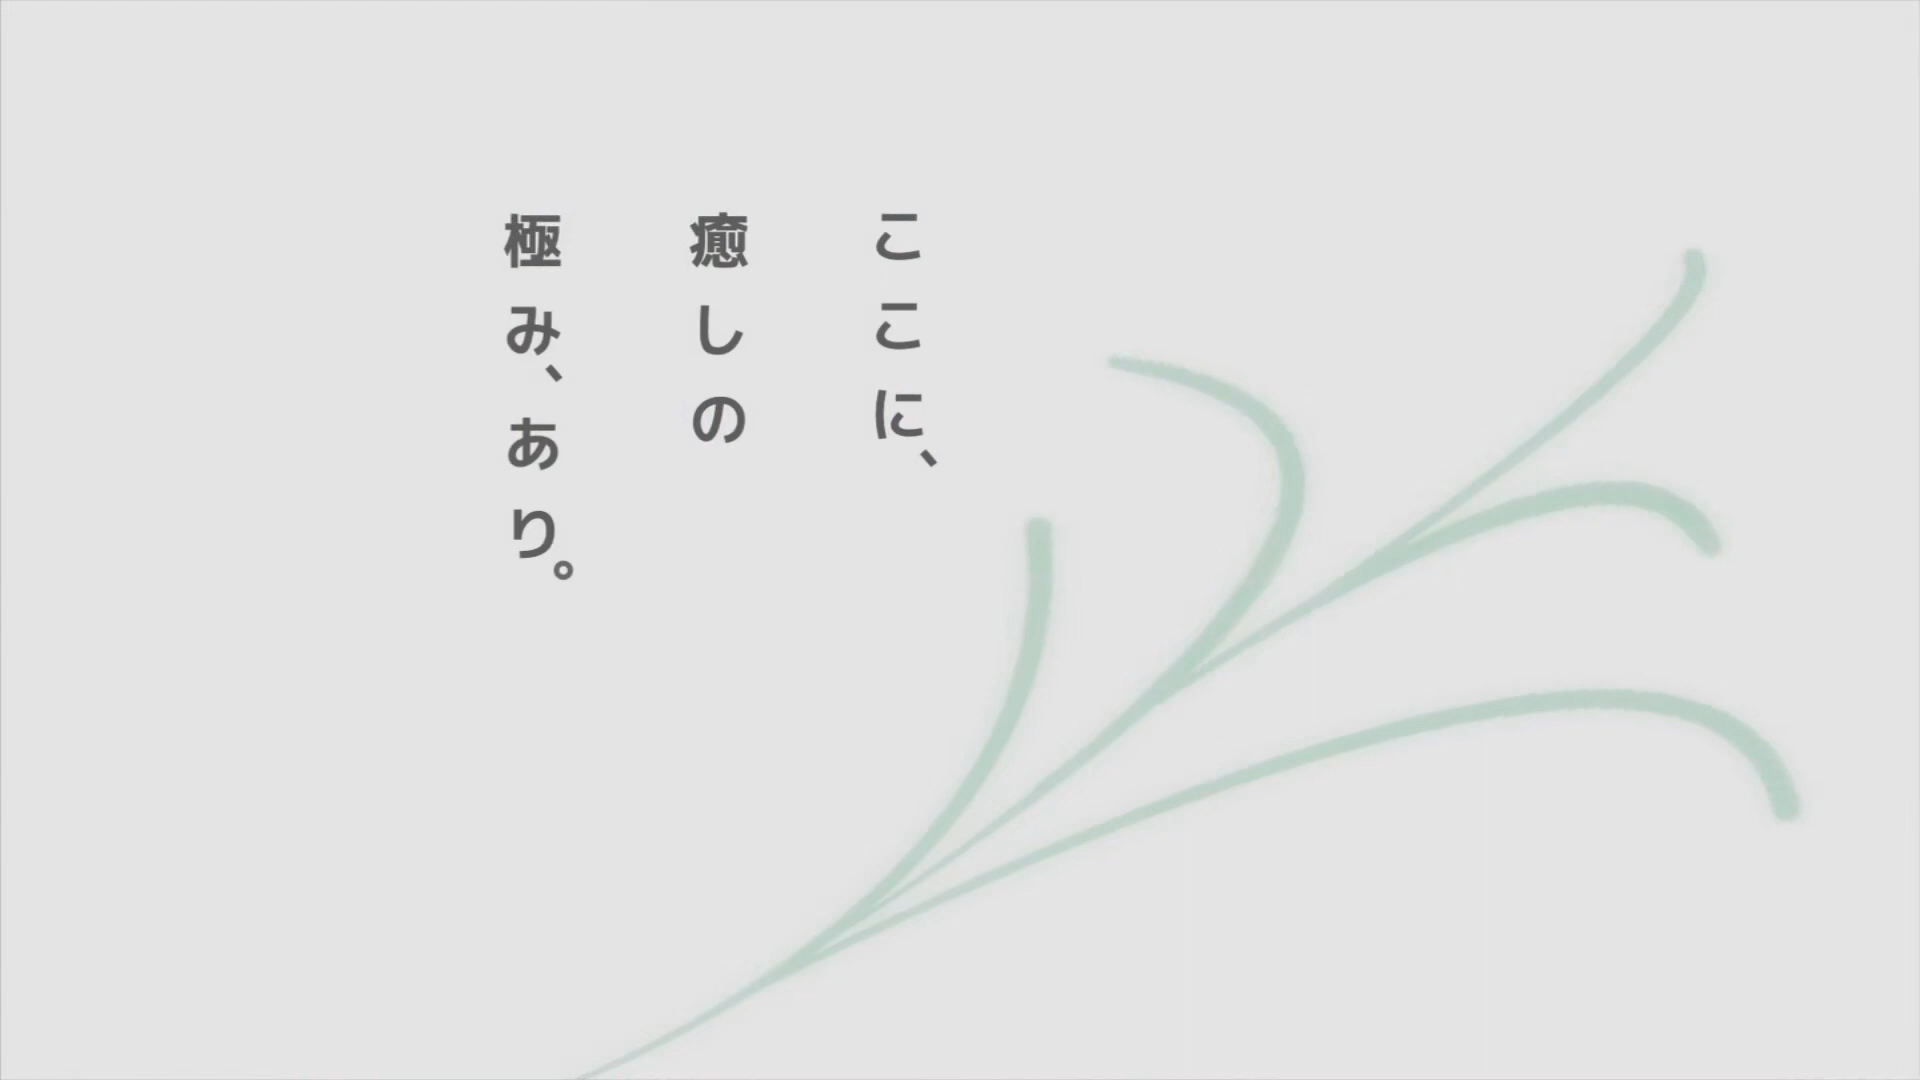 ここに、
癒しの
極み、あり。